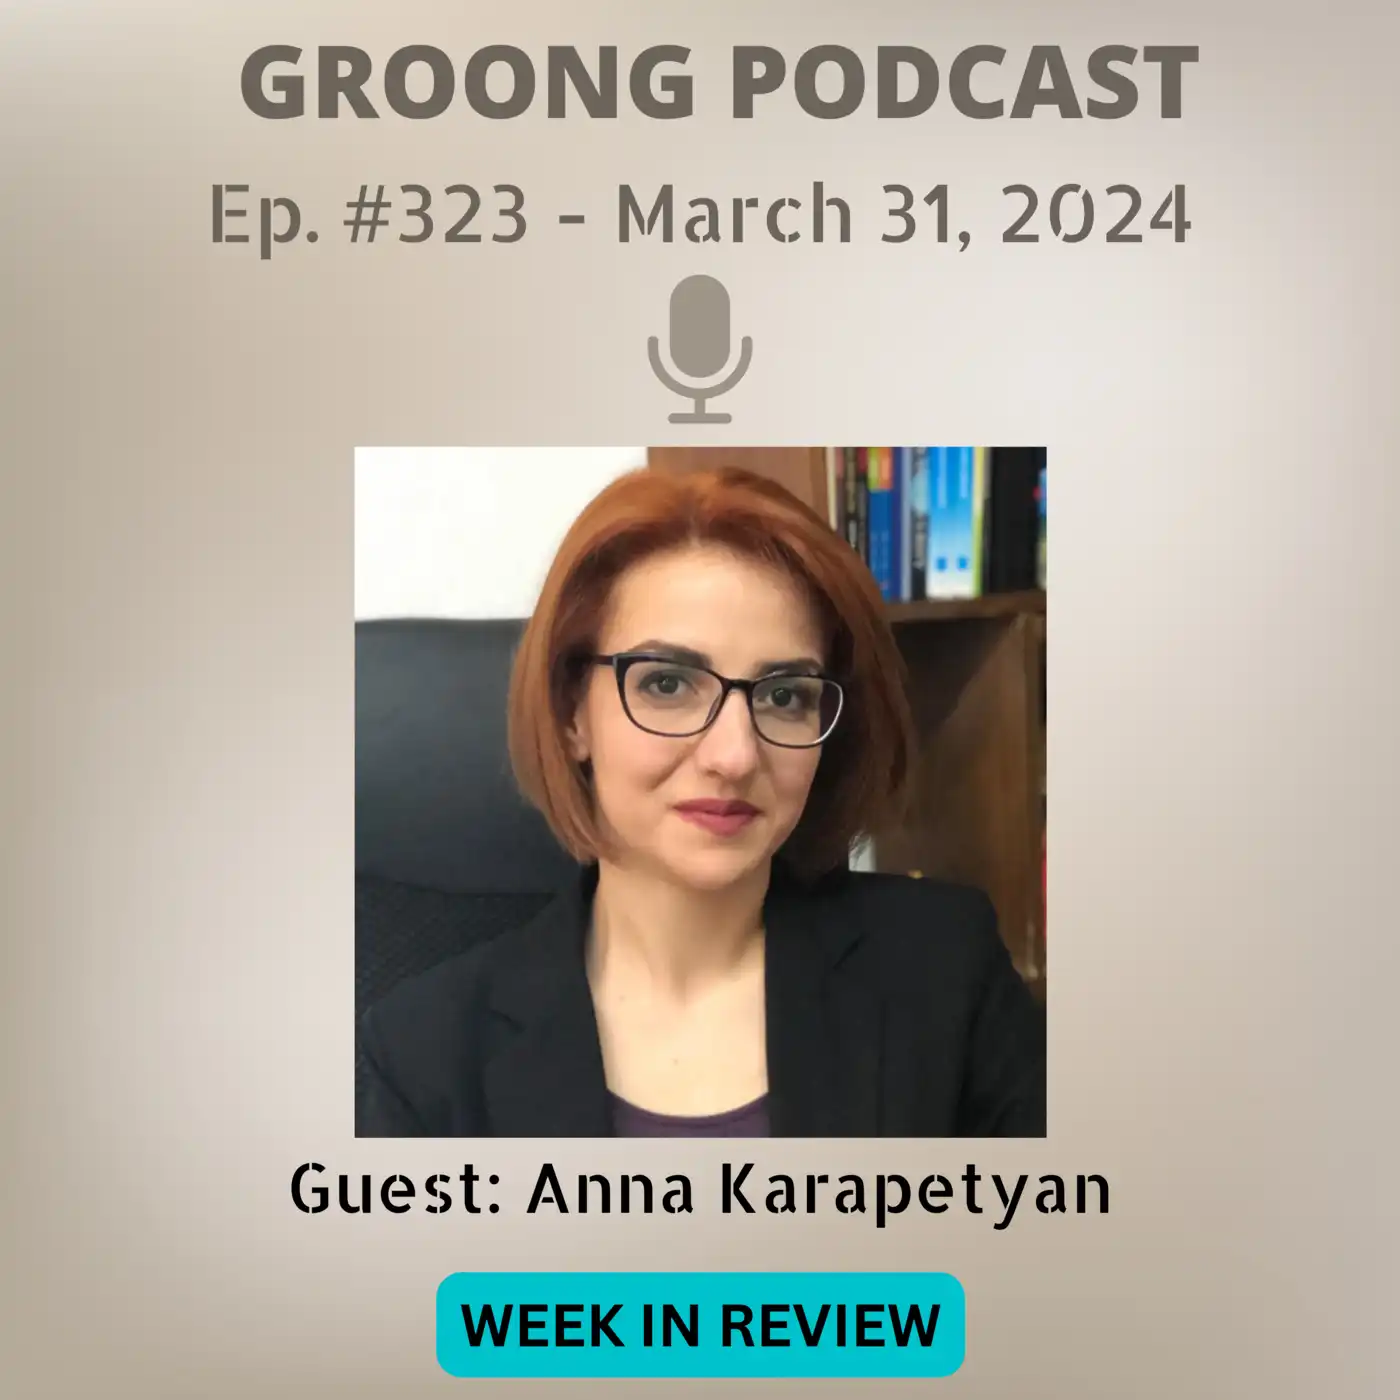 GROONG PODCAST
Ep. #323 - March 31, 2024
Guest: Anna Karapetyan
WEEK IN REVIEW